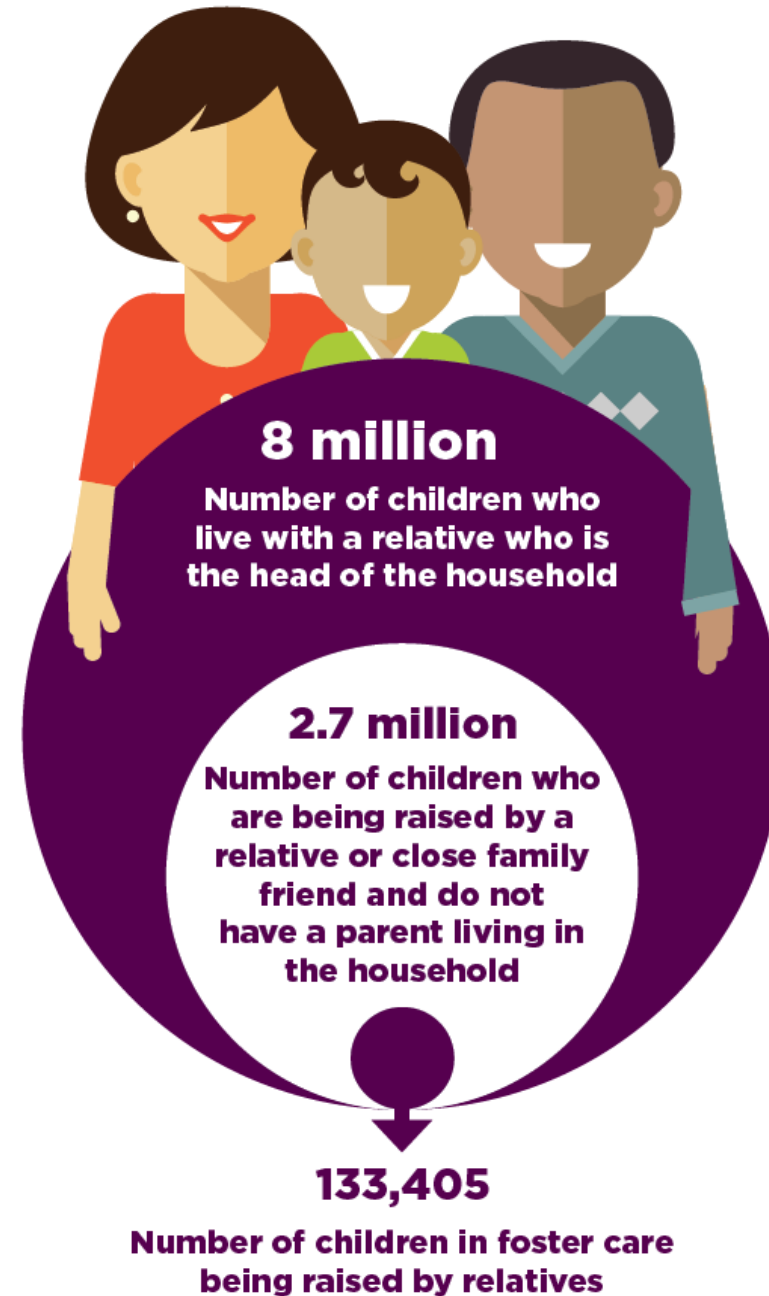 8 million
Number of children who
live with a relative who is
the head of the household
2.7 million
Number of children who
are being raised by a
relative or close family
friend and do not
have a parent living in
the household
133,405
Number of children in foster care
being raised by relatives